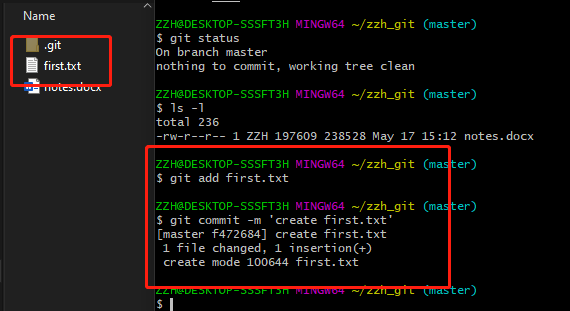 Name
.git
first.txt
notes.docx
ZZH@DESKTOP-SSSFT3H MINGW64 ~/zzh_git (master)
$ git status
On branch master
nothing to commit, working tree clean
ZZH@DESKTOP-SSSFT3H MINGW64 ~/zzh_git (master)
$ ls -l
total 236
-rw-r--r-- 1 ZZH 197609 238528 May 17 15:12 notes.docx
ZZH@DESKTOP-SSSFT3H MINGW64 ~/zzh_git (master)
$ git add first.txt
ZZH@DESKTOP-SSSFT3H MINGW64 ~/zzh_git (master)
$ git commit -m 'create first.txt'
[master f472684] create first.txt
1 file changed, 1 insertion(+)
create mode 100644 first.txt
ZZH@DESKTOP-SSSFT3H MINGW64 ~/zzh_git (master)
$